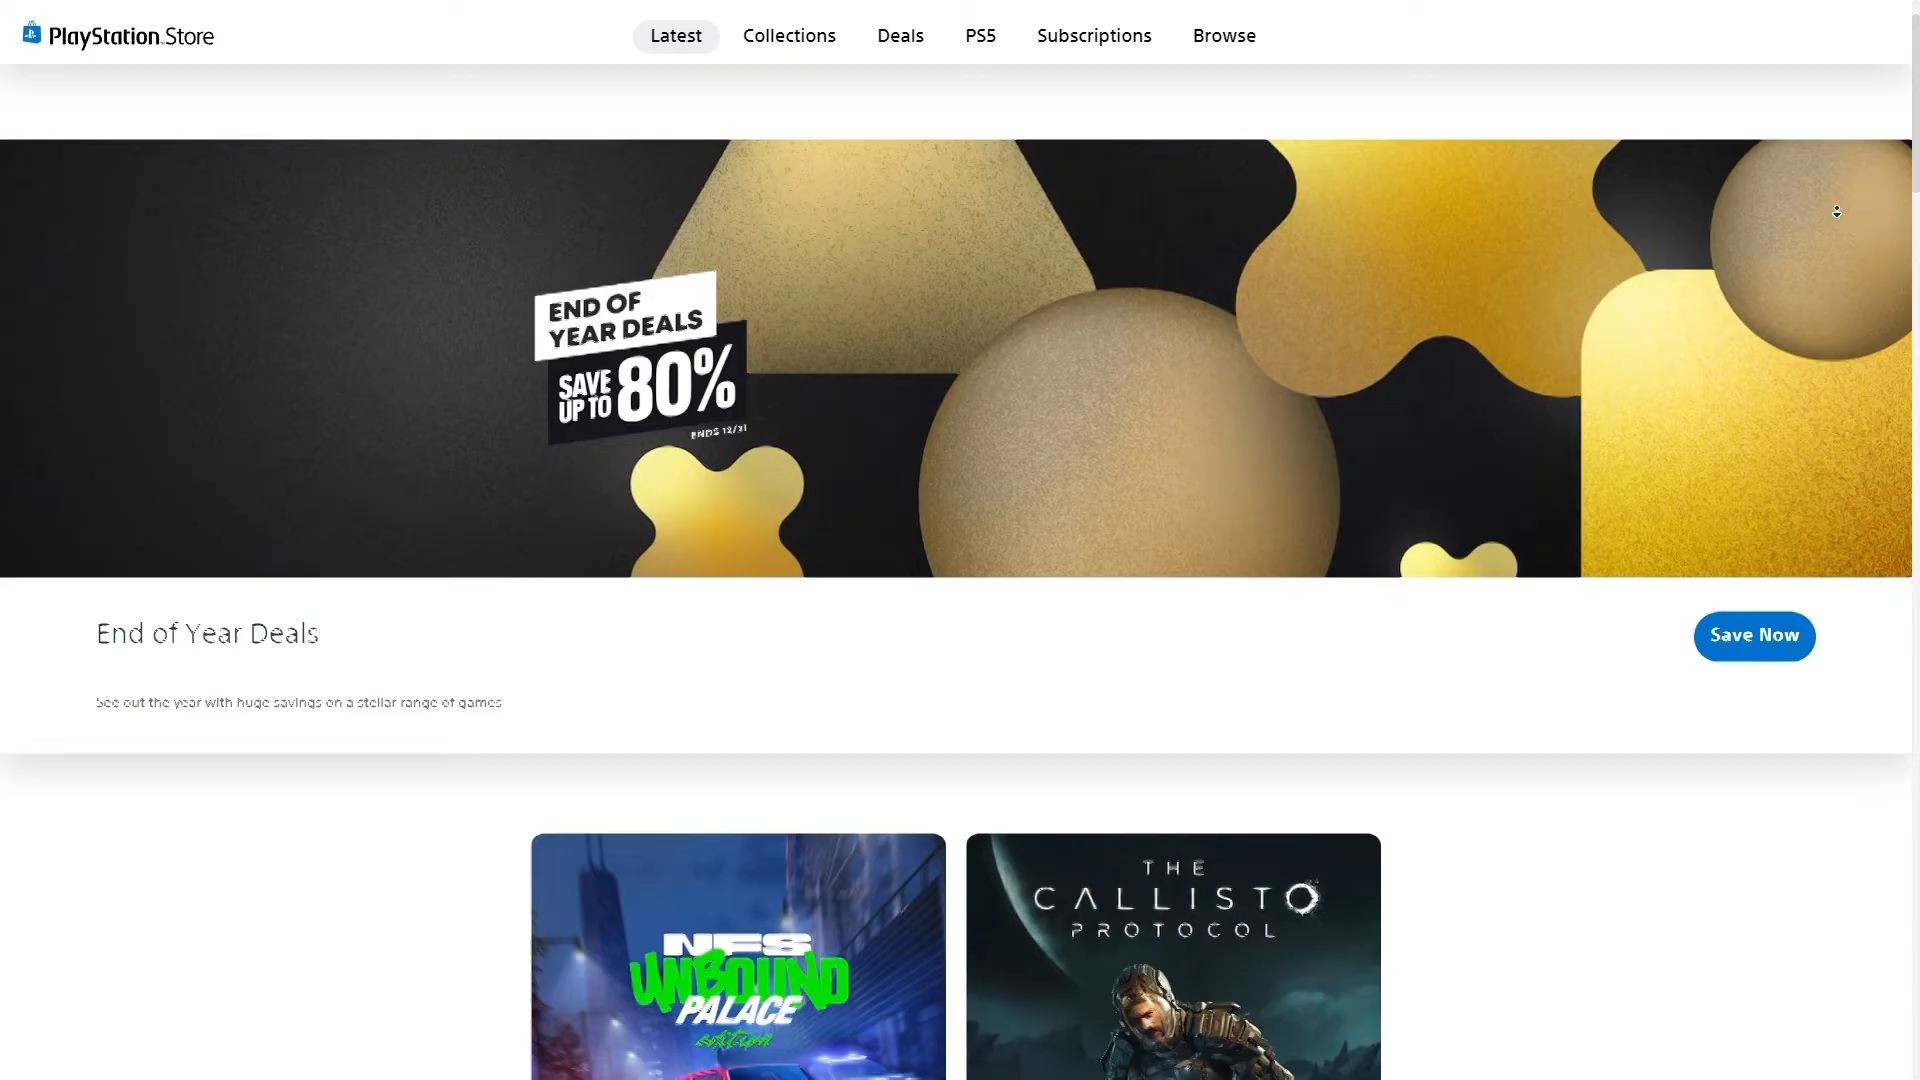 PlayStation Store
Latest
Collections
Deals
PS5
Subscriptions
Browse
END OF
YEAR DEALS
SAVE
UP TO 80%
ENDS 12/31
End of Year Deals
Save Now
See out the year with huge savings on a stellar range of games
NFS
UNBOUND
PALACE
edition
THE
CALLISTO
PROTOCOL